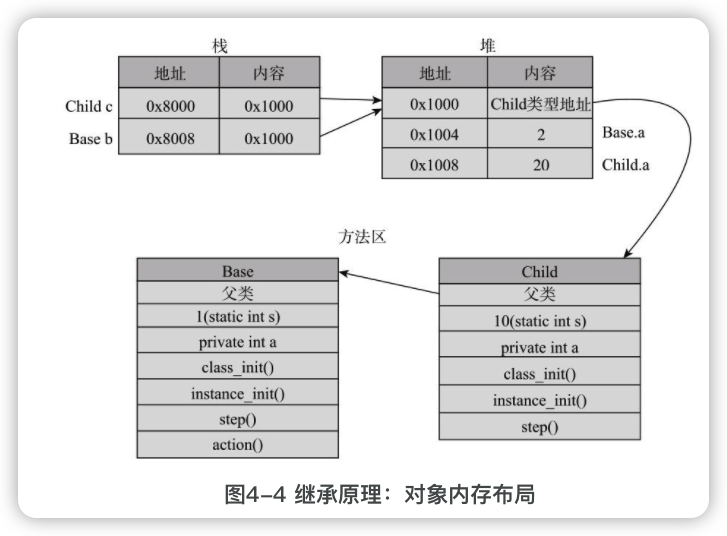 栈
地址 内容
Child c 0x8000 0x1000
Base b 0x8008 0x1000
堆
地址 内容
0x1000 Child类型地址
0x1004 2 Base.a
0x1008 20 Child.a
方法区
Base
父类
1(static int s)
private int a
class_init()
instance_init()
step()
action()
Child
父类
10(static int s)
private int a
class_init()
instance_init()
step()
图4-4 继承原理：对象内存布局